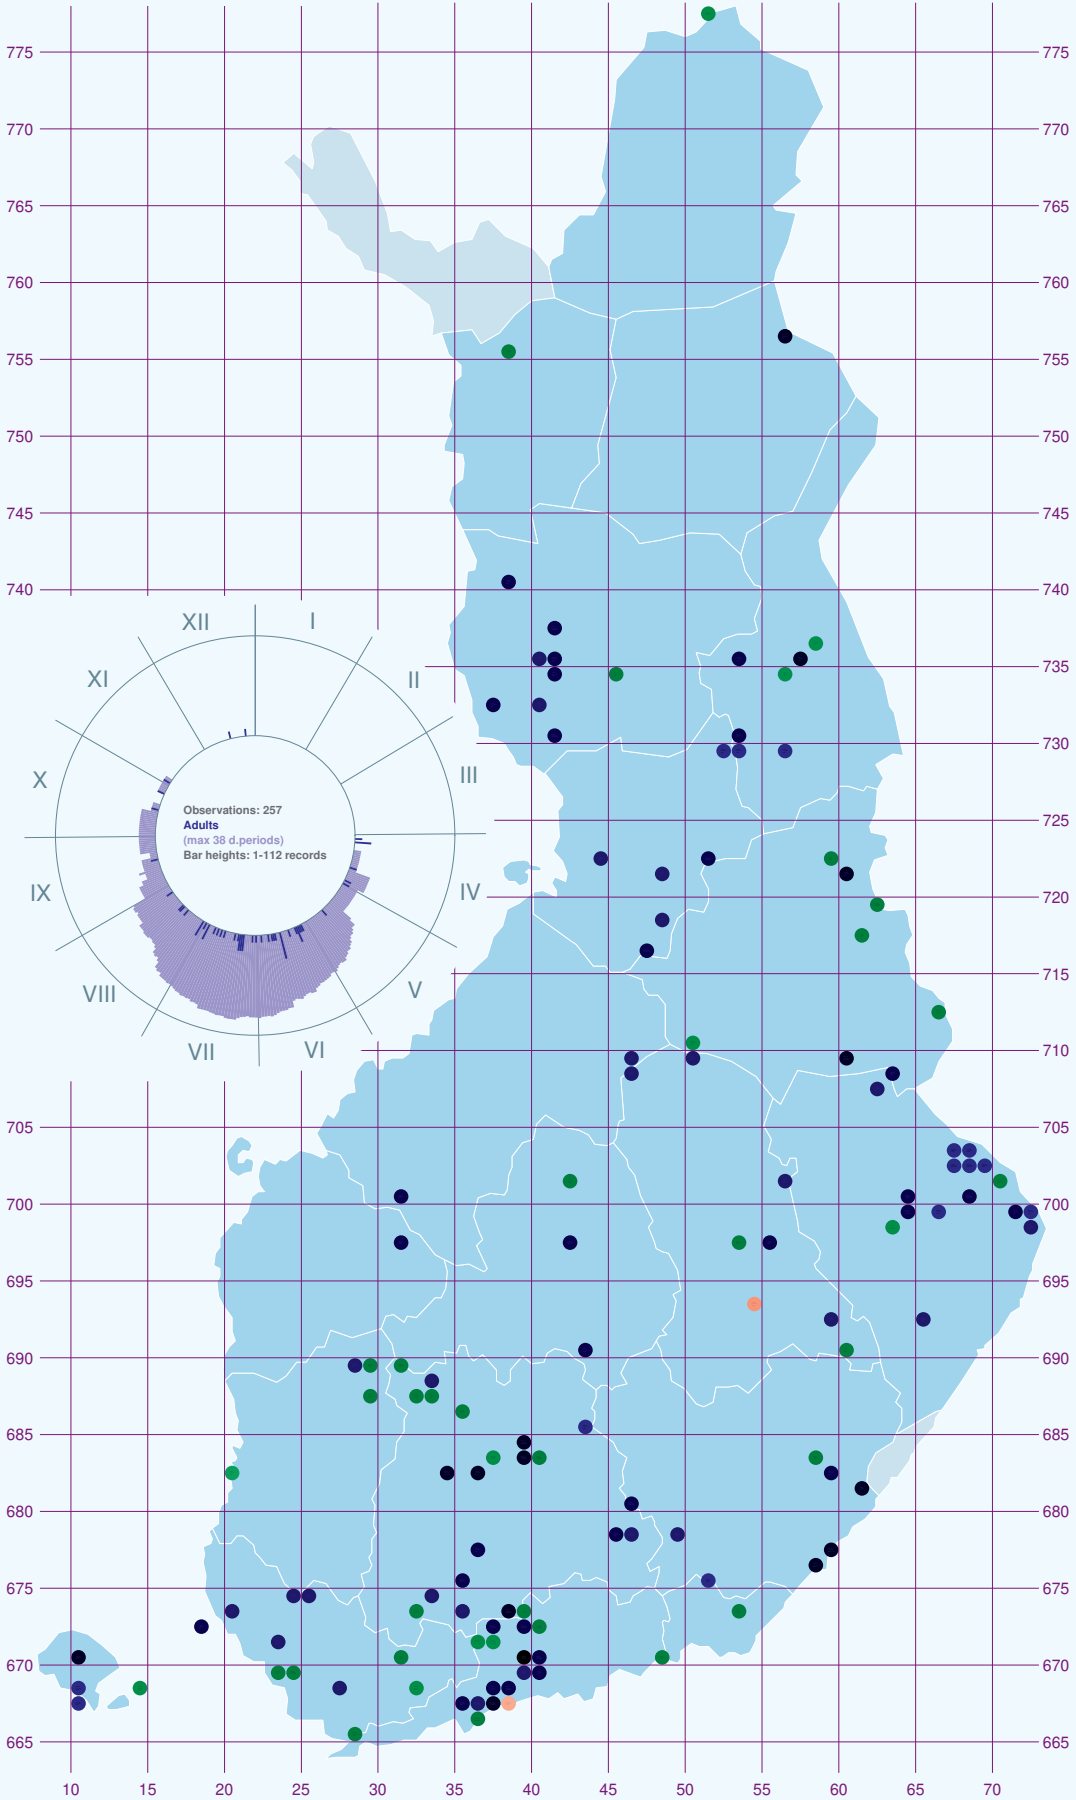 775 775
770 770
765 765
760 760
755 755
750 750
745 745
740 740
XII I
XI II
735 735
730 730
X III
Observations: 257
Adults
(max 38 d.periods)
Bar heights: 1-112 records
725 725
IX IV
720 720
VIII V
715 715
VII VI
710 710
705 705
700 700
695 695
690 690
685 685
680 680
675 675
670 670
665 665
10 15 20 25 30 35 40 45 50 55 60 65 70